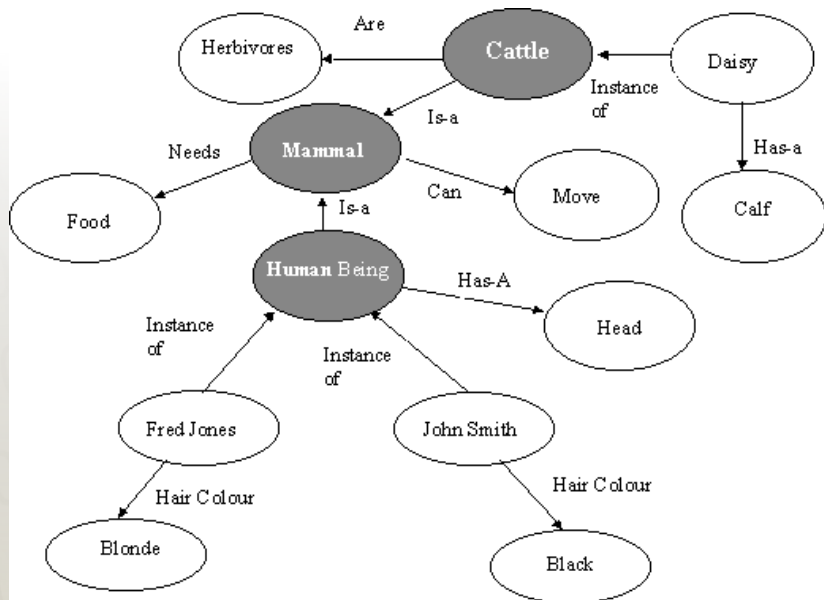 Are
Herbivores
Cattle
Daisy
Instance
of
Is-a
Needs
Mammal
Has-a
Can
Move
Calf
Food
Is-a
Human Being
Has-A
Head
Instance
of
Instance
of
Fred Jones
John Smith
Hair Colour
Hair Colour
Blonde
Black